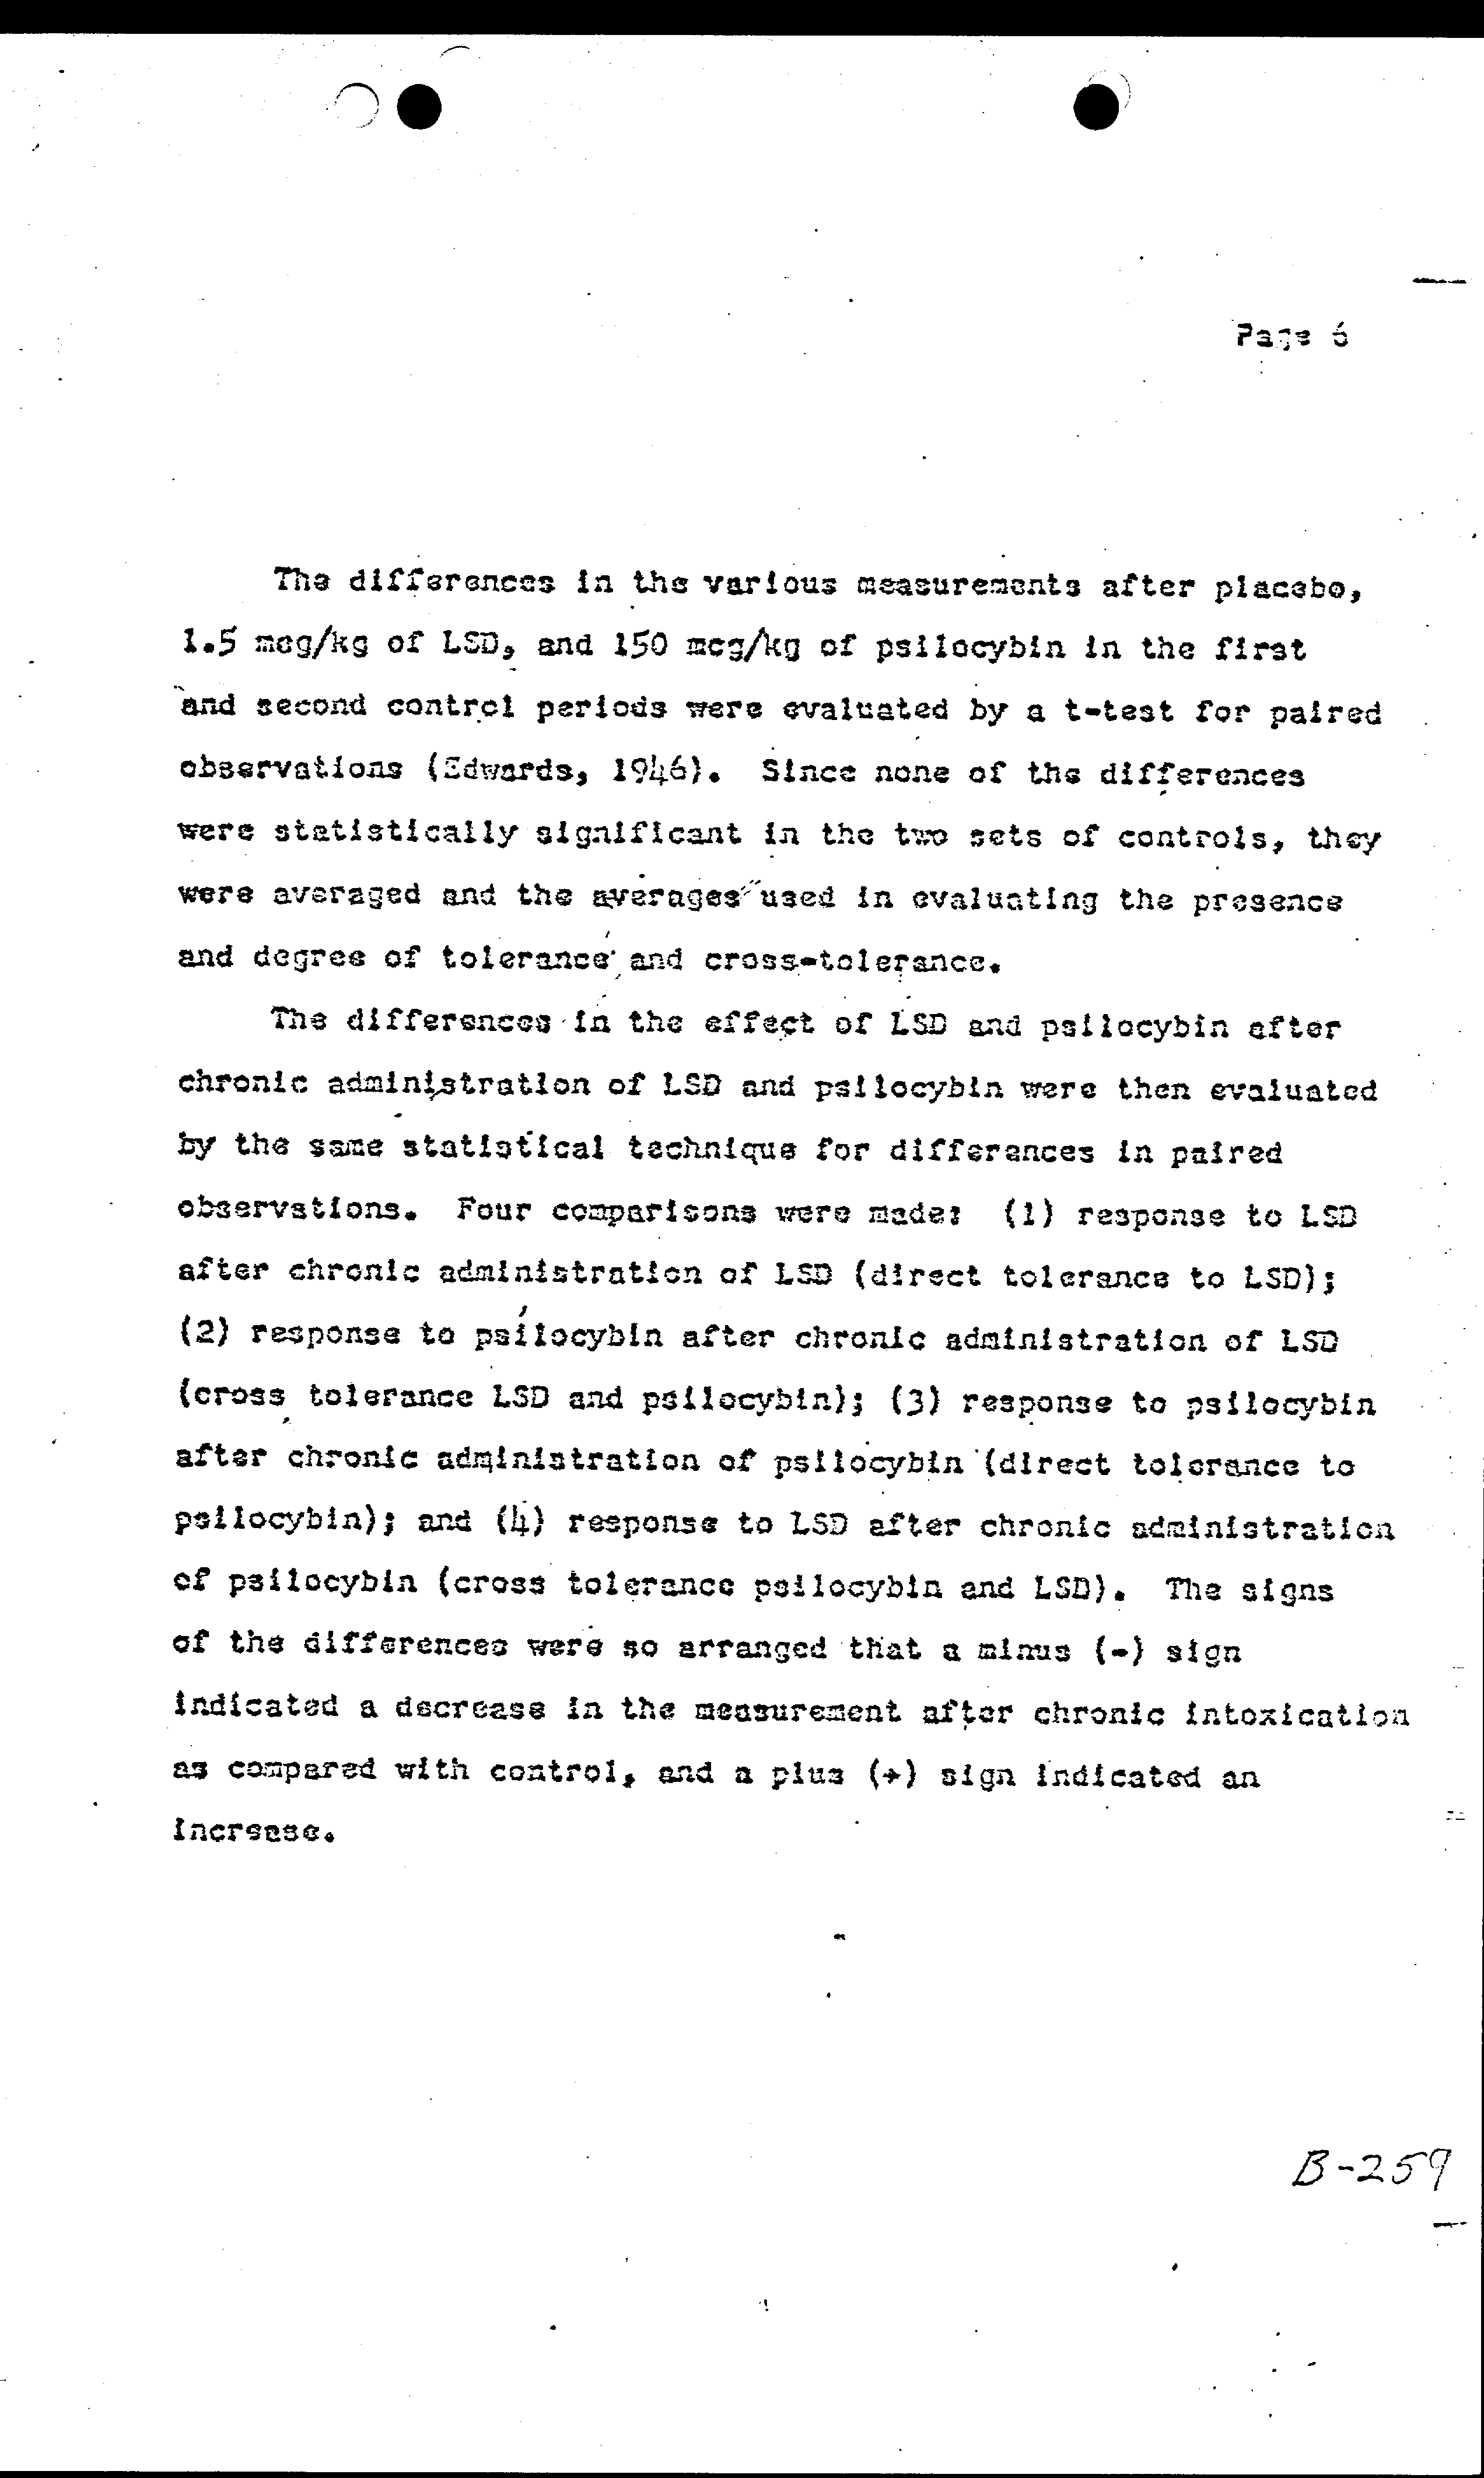 Page 6
The differences in the various measurements after placebo,
1.5 mcg/kg of LSD, and 150 mcg/kg of psilocybin in the first
and second control periods were evaluated by a t-test for paired
observations (Edwards, 1946). Since none of the differences
were statistically significant in the two sets of controls, they
were averaged and the averages used in evaluating the presence
and degree of tolerance and cross-tolerance.
The differences in the effect of LSD and psilocybin after
chronic administration of LSD and psilocybin were then evaluated
by the same statistical technique for differences in paired
observations. Four comparisons were made: (1) response to LSD
after chronic administration of LSD (direct tolerance to LSD);
(2) response to psilocybin after chronic administration of LSD
(cross tolerance LSD and psilocybin); (3) response to psilocybin
after chronic administration of psilocybin (direct tolerance to
psilocybin); and (4) response to LSD after chronic administration
of psilocybin (cross tolerance psilocybin and LSD). The signs
of the differences were so arranged that a minus (-) sign
indicated a decrease in the measurement after chronic intoxication
as compared with control, and a plus (+) sign indicated an
increase.
B-259